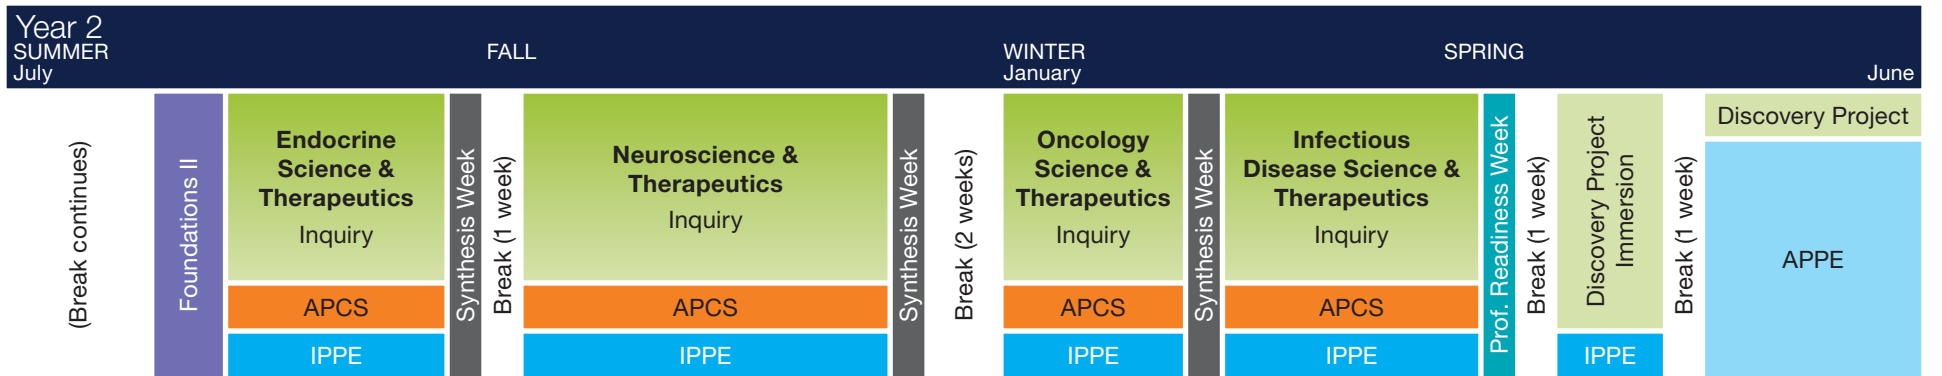 Year 2
SUMMER
July
FALL
WINTER
January
SPRING
June
(Break continues)
Foundations II
Endocrine
Science &
Therapeutics
Inquiry
APCS
IPPE
Synthesis Week
Break (1 week)
Neuroscience &
Therapeutics
Inquiry
APCS
IPPE
Synthesis Week
Break (2 weeks)
Oncology
Science &
Therapeutics
Inquiry
APCS
IPPE
Synthesis Week
Infectious
Disease Science &
Therapeutics
Inquiry
APCS
IPPE
Prof. Readiness Week
Break (1 week)
Discovery Project
Immersion
IPPE
Break (1 week)
Discovery Project
APPE